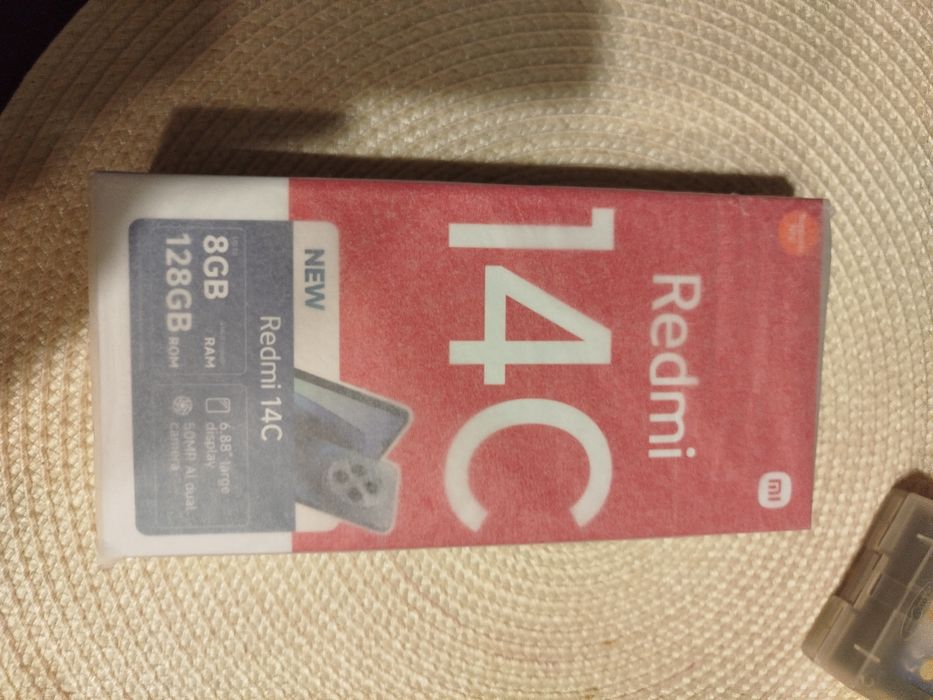 mi
Redmi
14C
NEW
Redmi 14C
8GB RAM
128GB ROM
6.88" large
display
50MP AI dual
camera